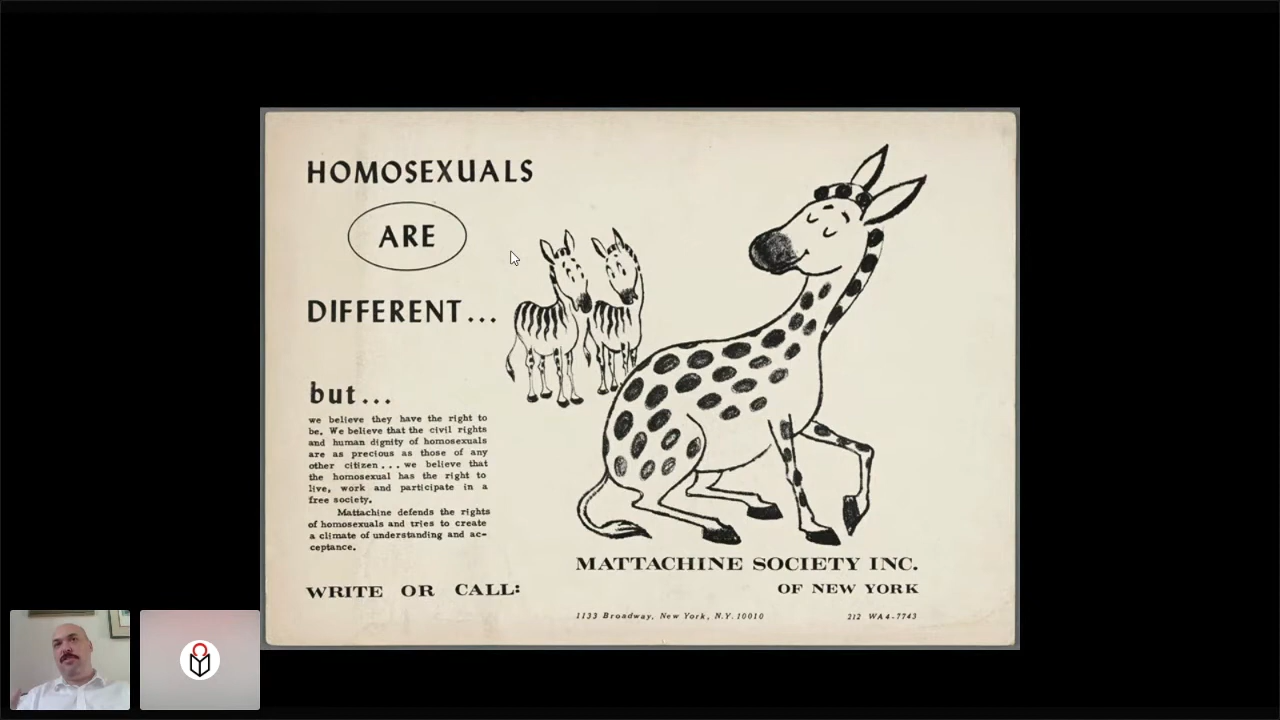 HOMOSEXUALS
ARE
DIFFERENT...
but...
we believe they have the right to
be. We believe that the civil rights
and human dignity of homosexuals
are as precious as those of any
other citizen... we believe that
the homosexual has the right to
live, work and participate in a
free society.
Mattachine defends the rights
of homosexuals and tries to create
a climate of understanding and ac-
ceptance.
WRITE OR CALL:
MATTACHINE SOCIETY INC.
OF NEW YORK
1133 Broadway, New York, N.Y. 10010
212 WA 4-7743